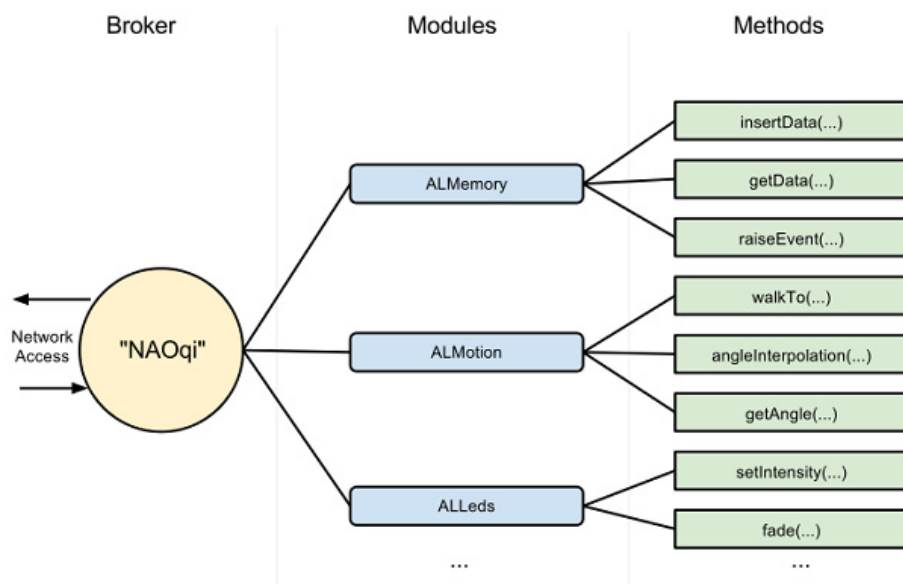 Broker
Modules
Methods
insertData(...)
ALMemory
getData(...)
raiseEvent(...)
walkTo(...)
Network
Access
"NAOqi"
ALMotion
angleInterpolation(...)
getAngle(...)
setIntensity(...)
ALLeds
fade(...)
...
...